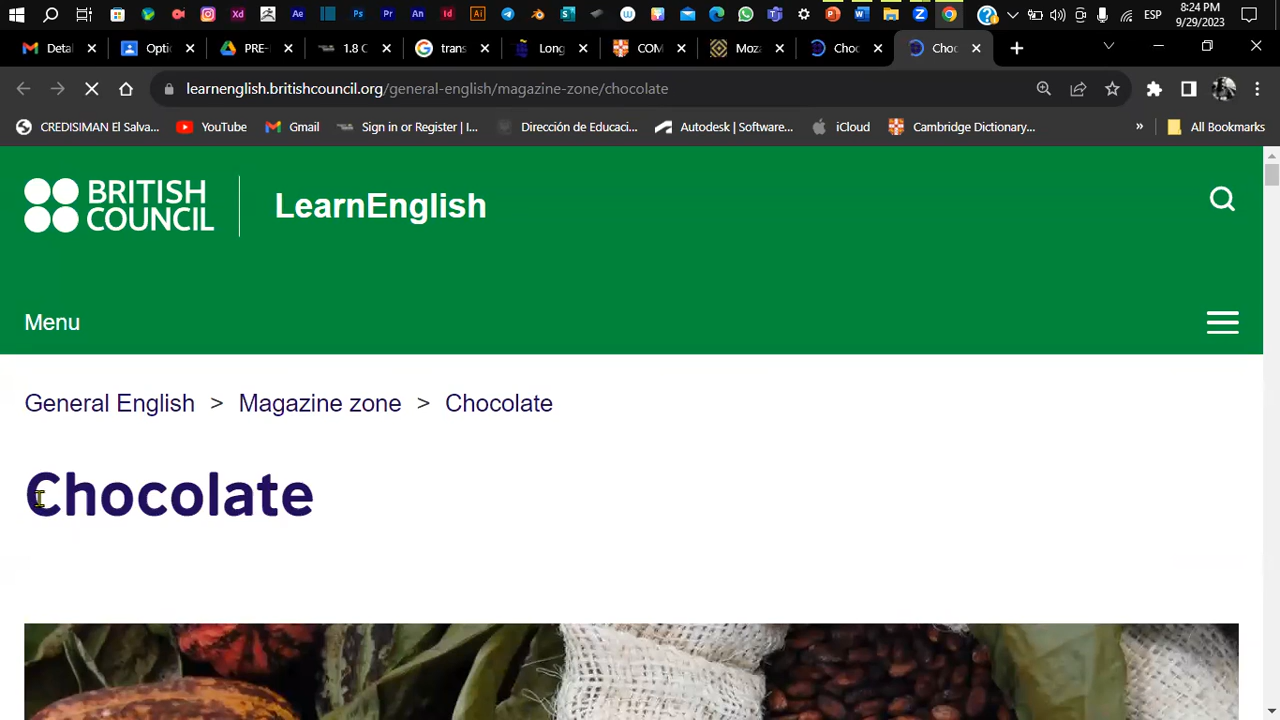 8:24 PM
ESP
9/29/2023
Detal
Optic
PRE-
1.8 C
trans
Long
COM
Moza
Choc
Choc
learnenglish.britishcouncil.org/general-english/magazine-zone/chocolate
CREDISIMAN El Salva...
YouTube
Gmail
Sign in or Register | I...
Dirección de Educaci...
Autodesk | Software...
iCloud
Cambridge Dictionary...
»
All Bookmarks
BRITISH
COUNCIL
LearnEnglish
Menu
General English > Magazine zone > Chocolate
Chocolate